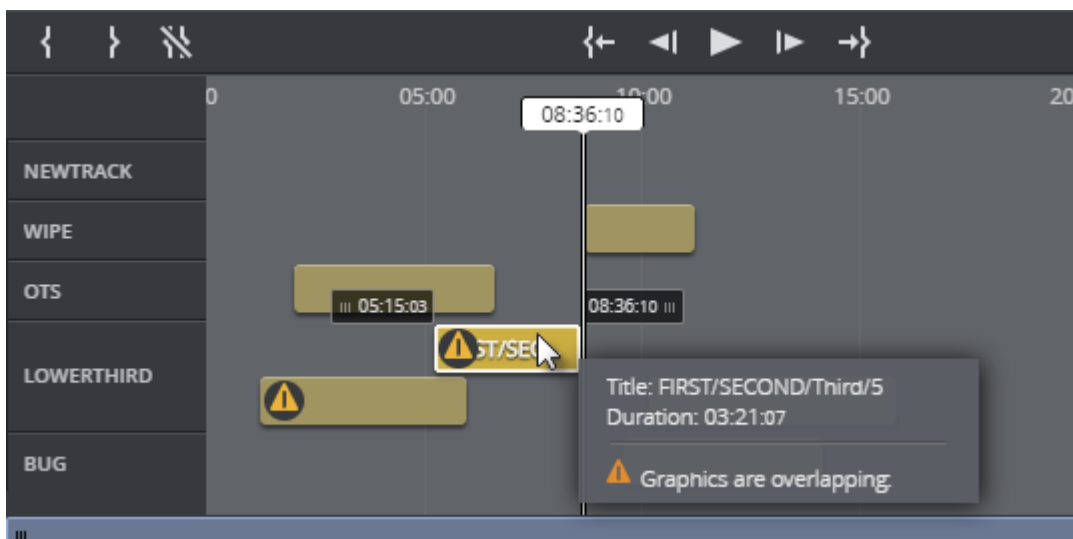 0 05:00 10:00 15:00 20
08:36:10
NEWTRACK
WIPE
OTS
05:15:03 08:36:10
ST/SEC
LOWERTHIRD
Title: FIRST/SECOND/Third/5
Duration: 03:21:07
Graphics are overlapping.
BUG